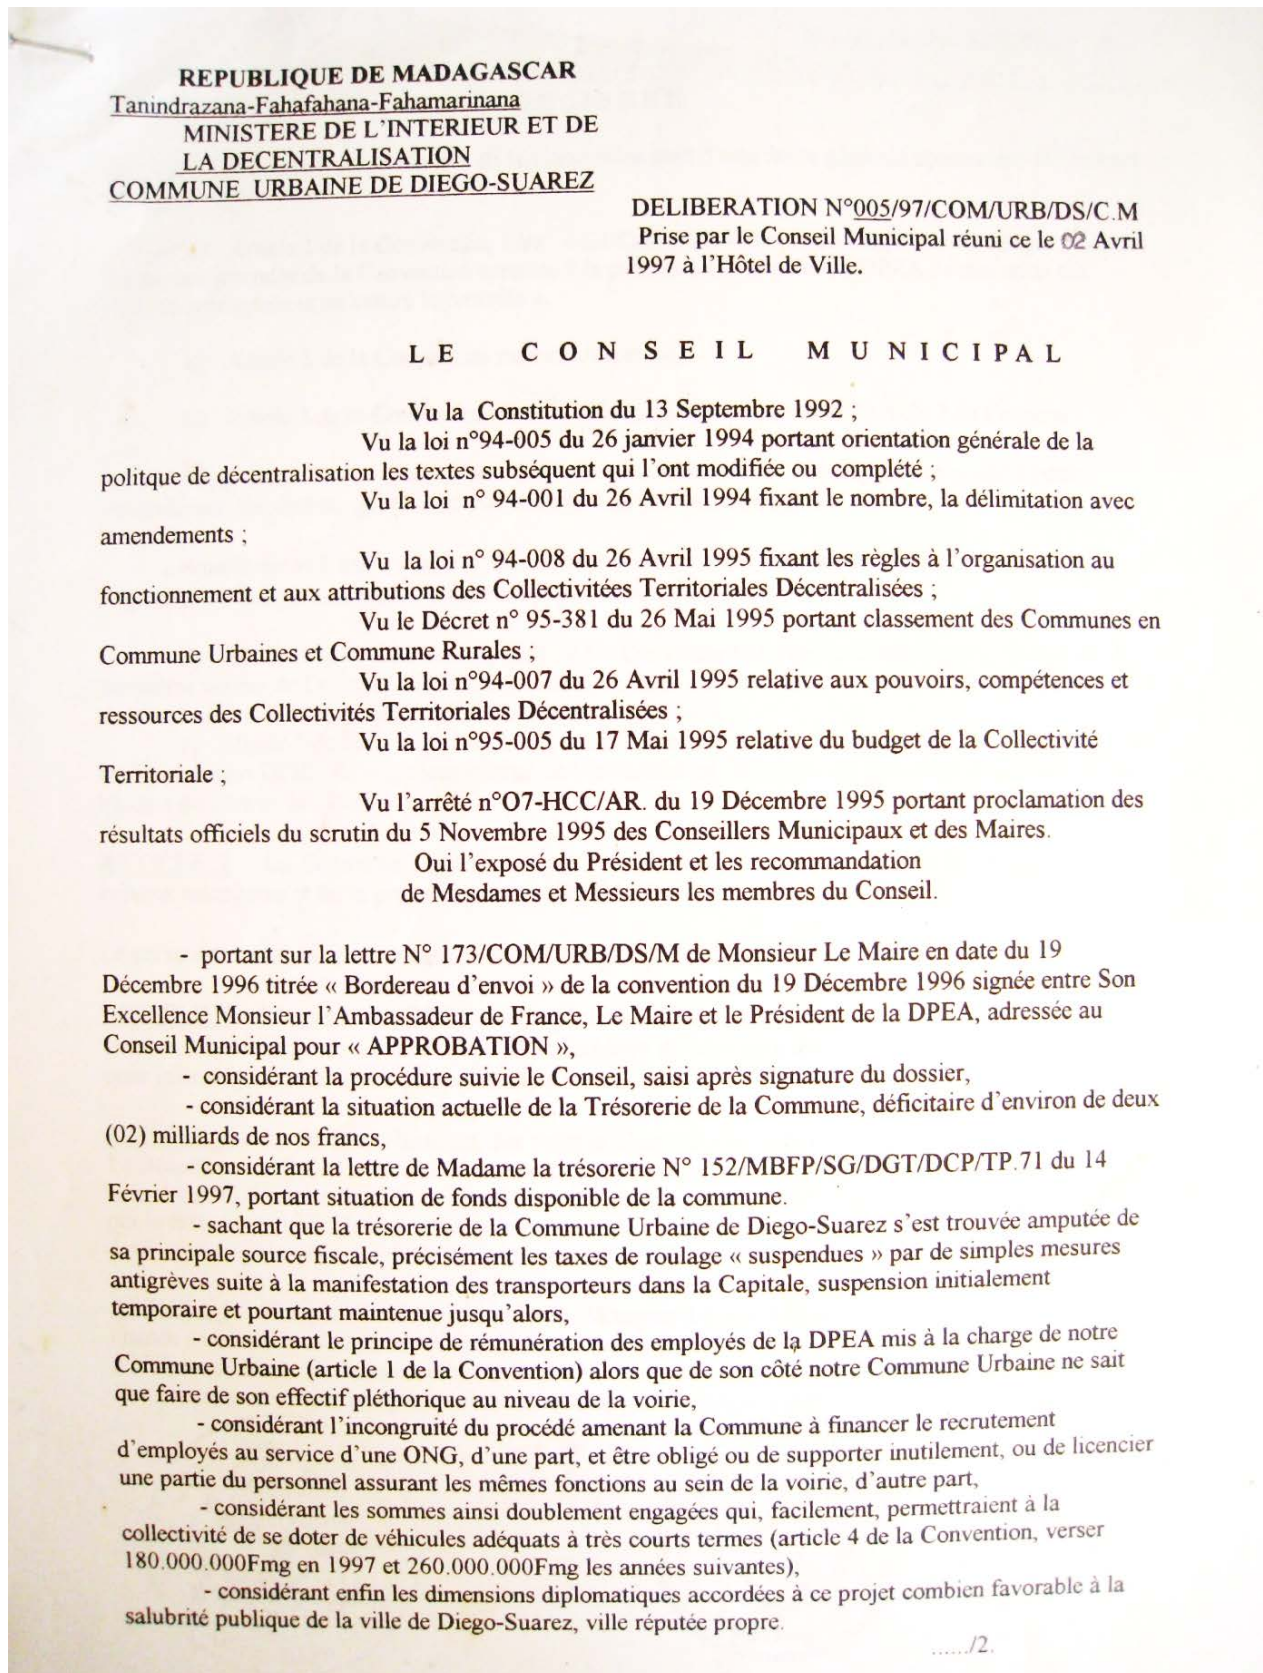 REPUBLIQUE DE MADAGASCAR
Tanindrazana-Fahafahana-Fahamarinana
MINISTERE DE L'INTERIEUR ET DE
LA DECENTRALISATION
COMMUNE URBAINE DE DIEGO-SUAREZ
DELIBERATION N°005/97/COM/URB/DS/C.M
Prise par le Conseil Municipal réuni ce le 02 Avril
1997 à l'Hôtel de Ville.
LE CONSEIL MUNICIPAL
Vu la Constitution du 13 Septembre 1992 ;
Vu la loi n°94-005 du 26 janvier 1994 portant orientation générale de la
politque de décentralisation les textes subséquent qui l'ont modifiée ou complété ;
Vu la loi n° 94-001 du 26 Avril 1994 fixant le nombre, la délimitation avec
amendements ;
Vu la loi n° 94-008 du 26 Avril 1995 fixant les règles à l'organisation au
fonctionnement et aux attributions des Collectivitées Territoriales Décentralisées ;
Vu le Décret n° 95-381 du 26 Mai 1995 portant classement des Communes en
Commune Urbaines et Commune Rurales ;
Vu la loi n°94-007 du 26 Avril 1995 relative aux pouvoirs, compétences et
ressources des Collectivités Territoriales Décentralisées ;
Vu la loi n°95-005 du 17 Mai 1995 relative du budget de la Collectivité
Territoriale ;
Vu l'arrêté n°O7-HCC/AR. du 19 Décembre 1995 portant proclamation des
résultats officiels du scrutin du 5 Novembre 1995 des Conseillers Municipaux et des Maires.
Oui l'exposé du Président et les recommandation
de Mesdames et Messieurs les membres du Conseil.
- portant sur la lettre N° 173/COM/URB/DS/M de Monsieur Le Maire en date du 19
Décembre 1996 titrée « Bordereau d'envoi » de la convention du 19 Décembre 1996 signée entre Son
Excellence Monsieur l'Ambassadeur de France, Le Maire et le Président de la DPEA, adressée au
Conseil Municipal pour « APPROBATION »,
- considérant la procédure suivie le Conseil, saisi après signature du dossier,
- considérant la situation actuelle de la Trésorerie de la Commune, déficitaire d'environ de deux
(02) milliards de nos francs,
- considérant la lettre de Madame la trésorerie N° 152/MBFP/SG/DGT/DCP/TP.71 du 14
Février 1997, portant situation de fonds disponible de la commune.
- sachant que la trésorerie de la Commune Urbaine de Diego-Suarez s'est trouvée amputée de
sa principale source fiscale, précisément les taxes de roulage « suspendues » par de simples mesures
antigrèves suite à la manifestation des transporteurs dans la Capitale, suspension initialement
temporaire et pourtant maintenue jusqu'alors,
- considérant le principe de rémunération des employés de la DPEA mis à la charge de notre
Commune Urbaine (article 1 de la Convention) alors que de son côté notre Commune Urbaine ne sait
que faire de son effectif pléthorique au niveau de la voirie,
- considérant l'incongruité du procédé amenant la Commune à financer le recrutement
d'employés au service d'une ONG, d'une part, et être obligé ou de supporter inutilement, ou de licencier
une partie du personnel assurant les mêmes fonctions au sein de la voirie, d'autre part,
- considérant les sommes ainsi doublement engagées qui, facilement, permettraient à la
collectivité de se doter de véhicules adéquats à très courts termes (article 4 de la Convention, verser
180.000.000Fmg en 1997 et 260.000.000Fmg les années suivantes),
- considérant enfin les dimensions diplomatiques accordées à ce projet combien favorable à la
salubrité publique de la ville de Diego-Suarez, ville réputée propre.
....../2.